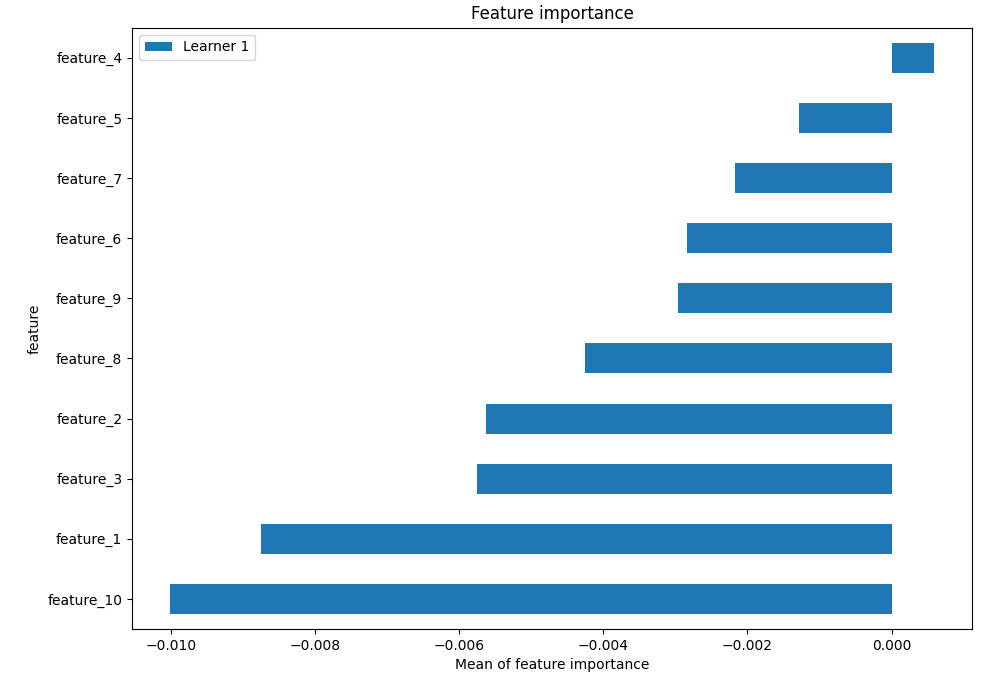 Feature importance
Learner 1
feature_4
feature_5
feature_7
feature_6
feature_9
feature_8
feature_2
feature_3
feature_1
feature_10
feature
−0.010 −0.008 −0.006 −0.004 −0.002 0.000
Mean of feature importance